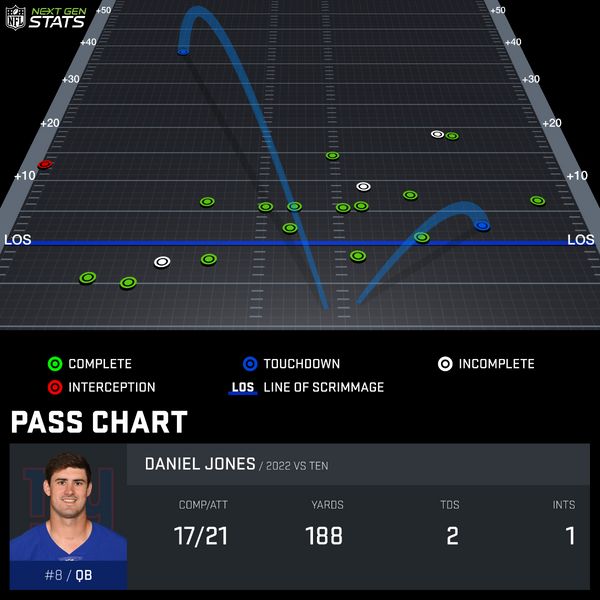 NFL NEXT GEN STATS
+50 +50
+40 +40
+30 +30
+20 +20
+10 +10
LOS LOS
COMPLETE TOUCHDOWN INCOMPLETE
INTERCEPTION LOS LINE OF SCRIMMAGE
PASS CHART
DANIEL JONES / 2022 VS TEN
COMP/ATT YARDS TDS INTS
17/21 188 2 1
#8 / QB